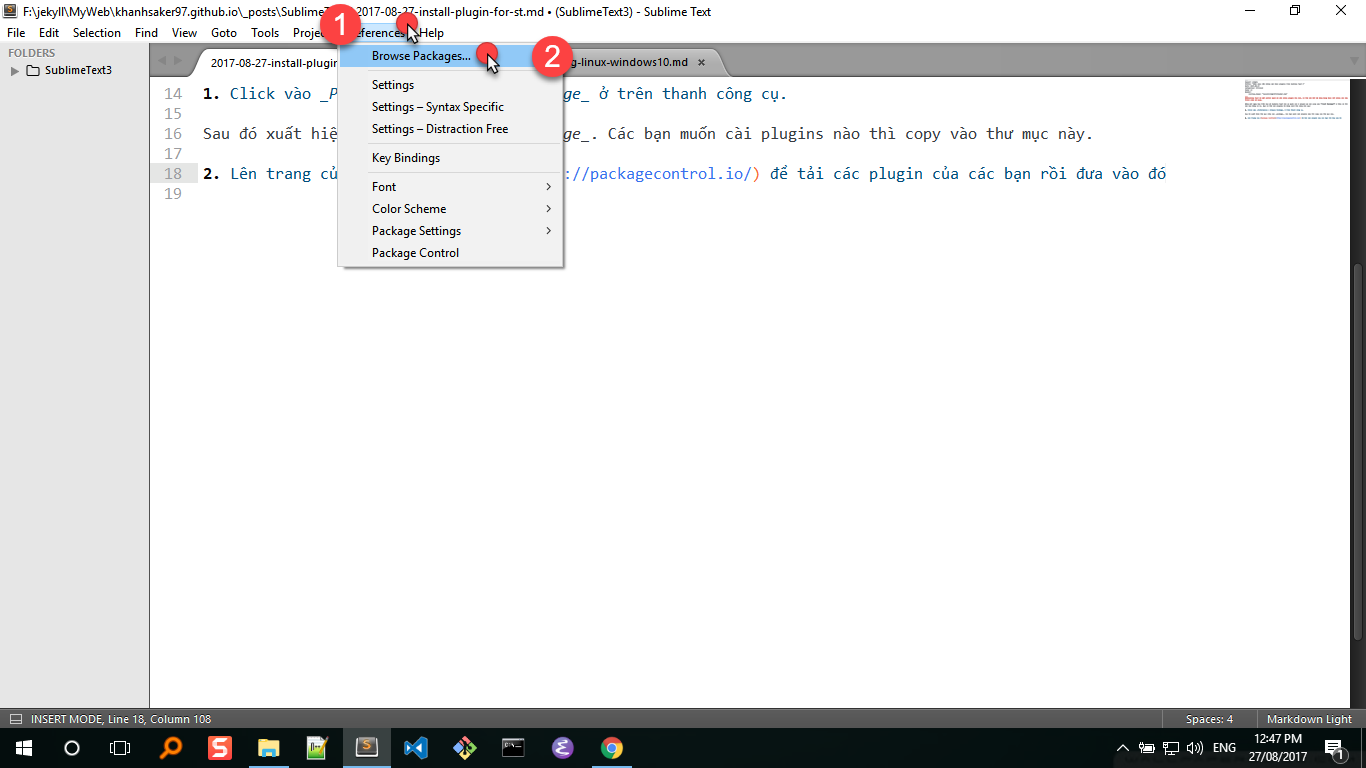 F:\jekyll\MyWeb\khanhsaker97.github.io\_posts\SublimeT 2017-08-27-install-plugin-for-st.md • (SublimeText3) - Sublime Text
File Edit Selection Find View Goto Tools Help
1
FOLDERS
SublimeText3
2017-08-27-install-plugin g-linux-windows10.md ×
Browse Packages...
2
Settings
Settings – Syntax Specific
Settings – Distraction Free
Key Bindings
Font
Color Scheme
Package Settings
Package Control
14 1. Click vào ge_ ở trên thanh công cụ.
15
16 Sau đó xuất ge_. Các bạn muốn cài plugins nào thì copy vào thư mục này.
17
18 2. Lên trang ://packagecontrol.io/) để tải các plugin của các bạn rồi đưa vào đó
19
INSERT MODE, Line 18, Column 108 Spaces: 4 Markdown Light
ENG 12:47 PM
27/08/2017
1